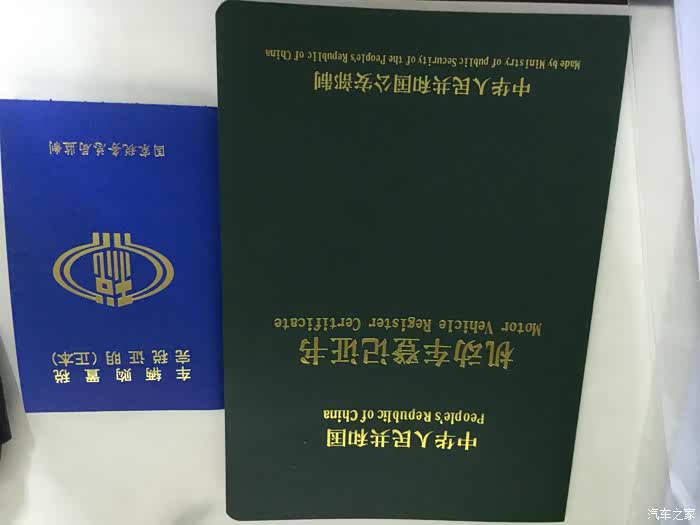 中华人民共和国
People's Republic of China
机动车登记证书
Motor Vehicle Register Certificate
中华人民共和国公安部制
Made by Ministry of public Security of the People's Republic of China
车辆购置税
完税证明(正本)
税
国家税务总局监制
汽车之家